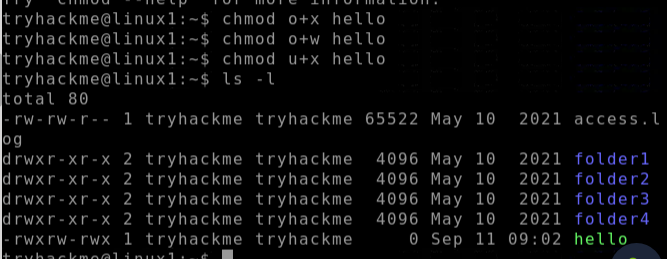 Try 'chmod --help' for more information.
tryhackme@linux1:~$ chmod o+x hello
tryhackme@linux1:~$ chmod o+w hello
tryhackme@linux1:~$ chmod u+x hello
tryhackme@linux1:~$ ls -l
total 80
-rw-rw-r-- 1 tryhackme tryhackme 65522 May 10  2021 access.l
og
drwxr-xr-x 2 tryhackme tryhackme  4096 May 10  2021 folder1
drwxr-xr-x 2 tryhackme tryhackme  4096 May 10  2021 folder2
drwxr-xr-x 2 tryhackme tryhackme  4096 May 10  2021 folder3
drwxr-xr-x 2 tryhackme tryhackme  4096 May 10  2021 folder4
-rwxrw-rwx 1 tryhackme tryhackme     0 Sep 11 09:02 hello
tryhackme@linux1:~$